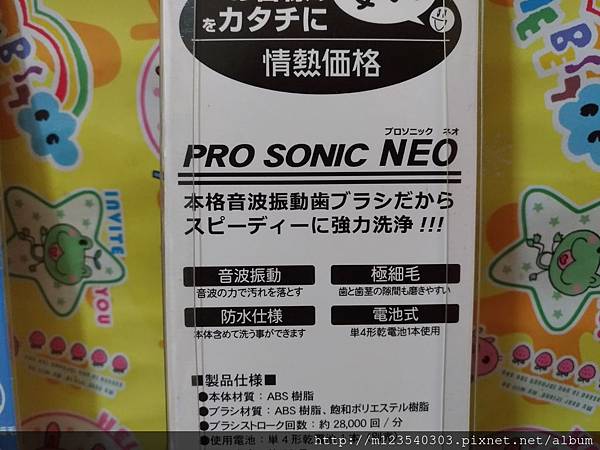 をカタチに
情熱価格
プロソニック ネオ
PRO SONIC NEO
本格音波振動歯ブラシだから
スピーディーに強力洗浄!!!
音波振動
音波の力で汚れを落とす
極細毛
歯と歯茎の隙間も磨きやすい
防水仕様
本体含めて洗う事ができます
電池式
単4形乾電池1本使用
■製品仕様■
●本体材質：ABS 樹脂
●ブラシ材質：ABS 樹脂、飽和ポリエステル樹脂
●ブラシストローク回数：約 28,000 回 / 分
●使用電池：単４形乾電池
INVITE
YOU
http://m123540303.pixnet.net/album